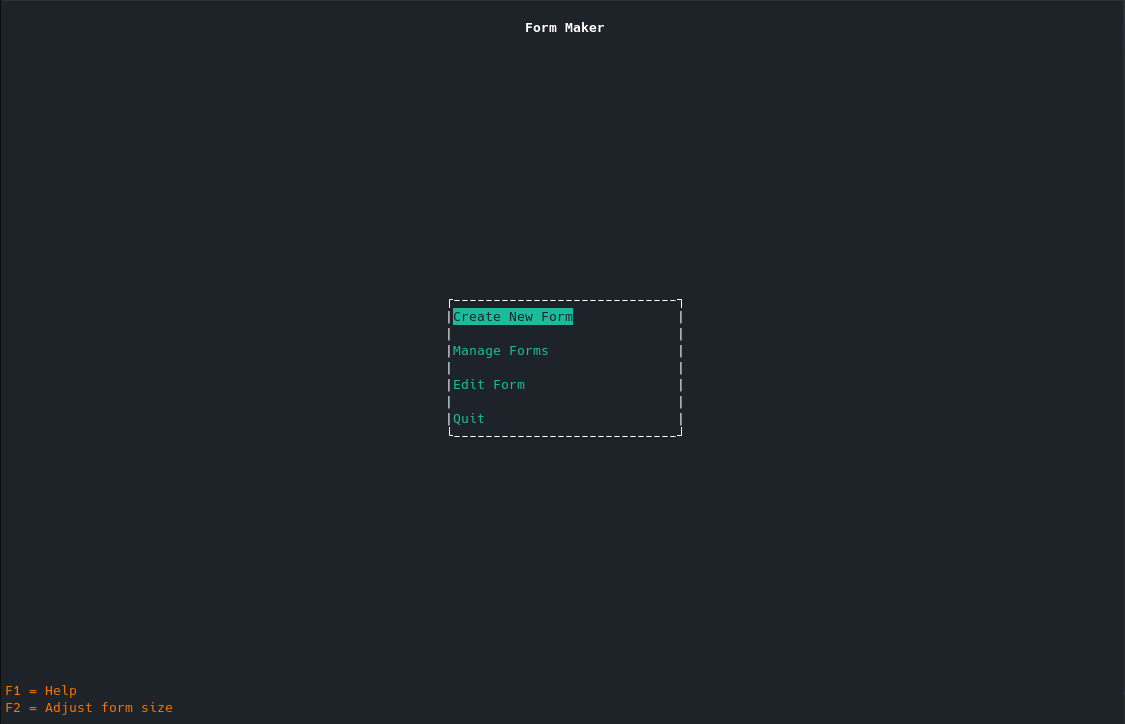 Form Maker
Create New Form
Manage Forms
Edit Form
Quit
F1 = Help
F2 = Adjust form size